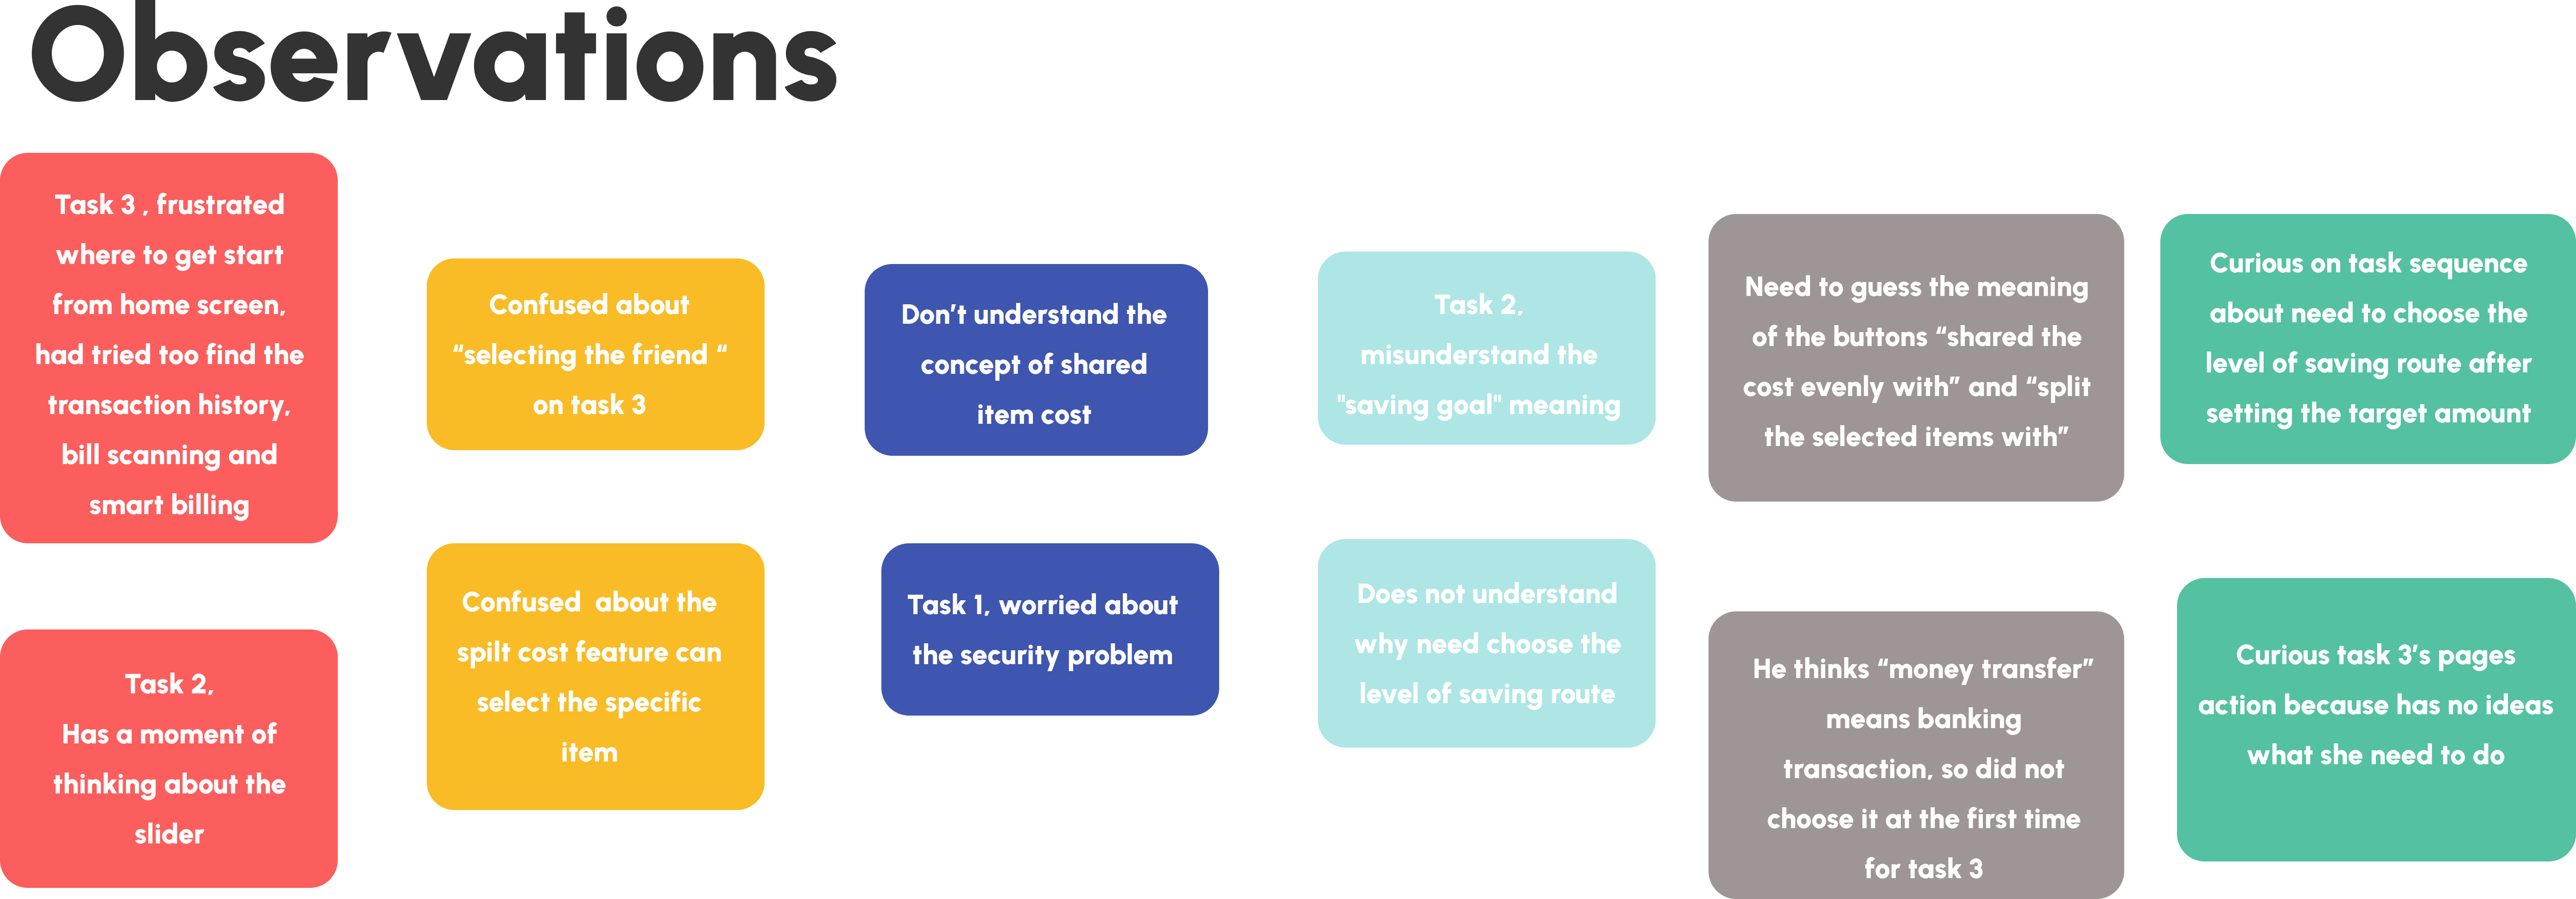 Observations
Task 3 , frustrated
where to get start
from home screen,
had tried too find the
transaction history,
bill scanning and
smart billing
Confused about
“selecting the friend “
on task 3
Don’t understand the
concept of shared
item cost
Task 2,
misunderstand the
"saving goal" meaning
Need to guess the meaning
of the buttons “shared the
cost evenly with” and “split
the selected items with”
Curious on task sequence
about need to choose the
level of saving route after
setting the target amount
Task 2,
Has a moment of
thinking about the
slider
Confused  about the
spilt cost feature can
select the specific
item
Task 1, worried about
the security problem
Does not understand
why need choose the
level of saving route
He thinks “money transfer”
means banking
transaction, so did not
choose it at the first time
for task 3
Curious task 3’s pages
action because has no ideas
what she need to do